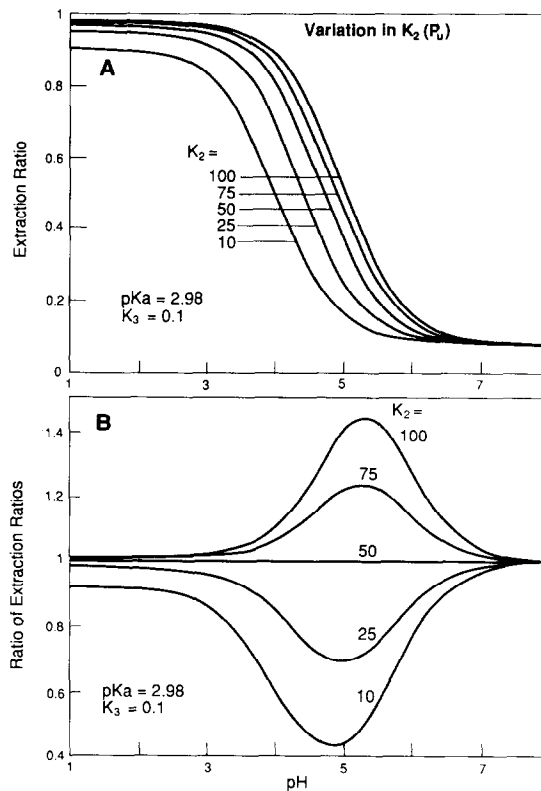 Variation in K₂ (Pᵤ)
A
Extraction Ratio
1
0.8
0.6
0.4
0.2
0
K₂ =
100
75
50
25
10
pKa = 2.98
K₃ = 0.1
1
3
5
7
B
Ratio of Extraction Ratios
1.4
1.2
1
0.8
0.6
0.4
K₂ =
100
75
50
25
10
pKa = 2.98
K₃ = 0.1
1
3
5
7
pH